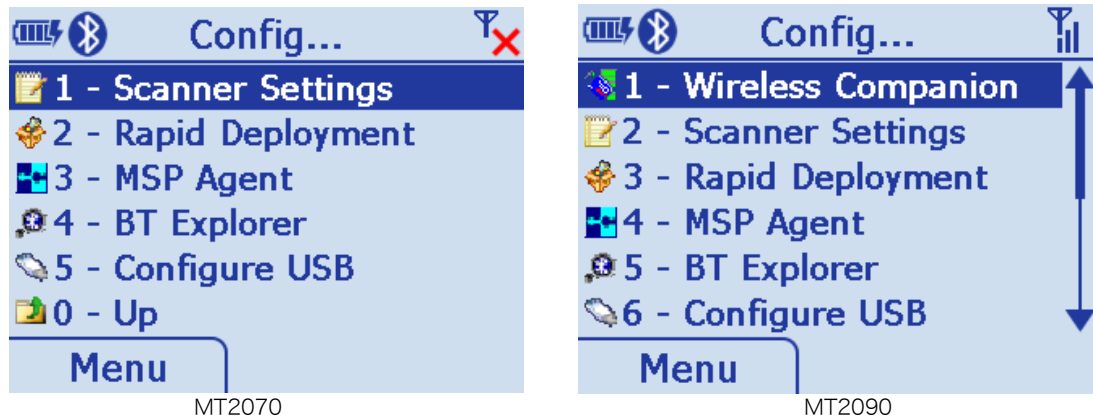 Config...
1 - Scanner Settings
2 - Rapid Deployment
3 - MSP Agent
4 - BT Explorer
5 - Configure USB
0 - Up
Menu
MT2070
Config...
1 - Wireless Companion
2 - Scanner Settings
3 - Rapid Deployment
4 - MSP Agent
5 - BT Explorer
6 - Configure USB
Menu
MT2090